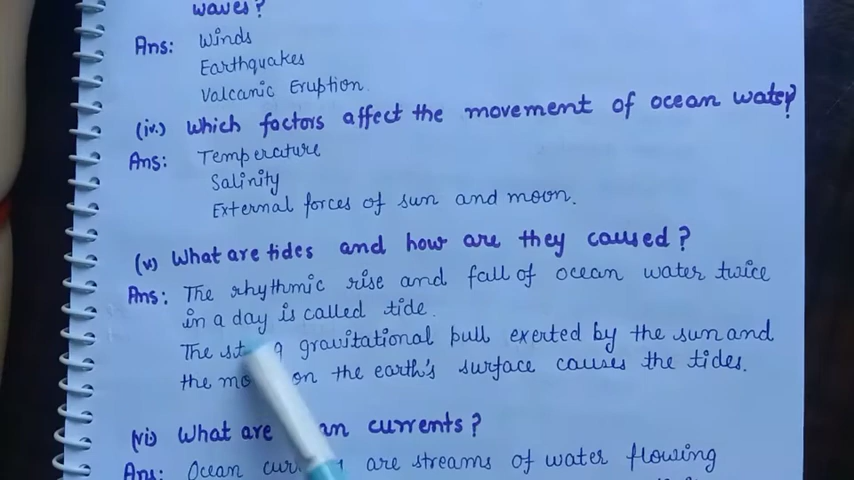 waves?
Ans: Winds
Earthquakes
Valcanic Eruption.
(iv.) Which factors affect the movement of ocean water?
Ans: Temperature
Salinity
External forces of sun and moon.
(v) What are tides and how are they caused?
Ans: The rhythmic rise and fall of ocean water twice
in a day is called tide.
The gravitational pull exerted by the sun and
the on the earth's surface causes the tides.
(vi) What are currents?
Ans: Ocean are streams of water flowing